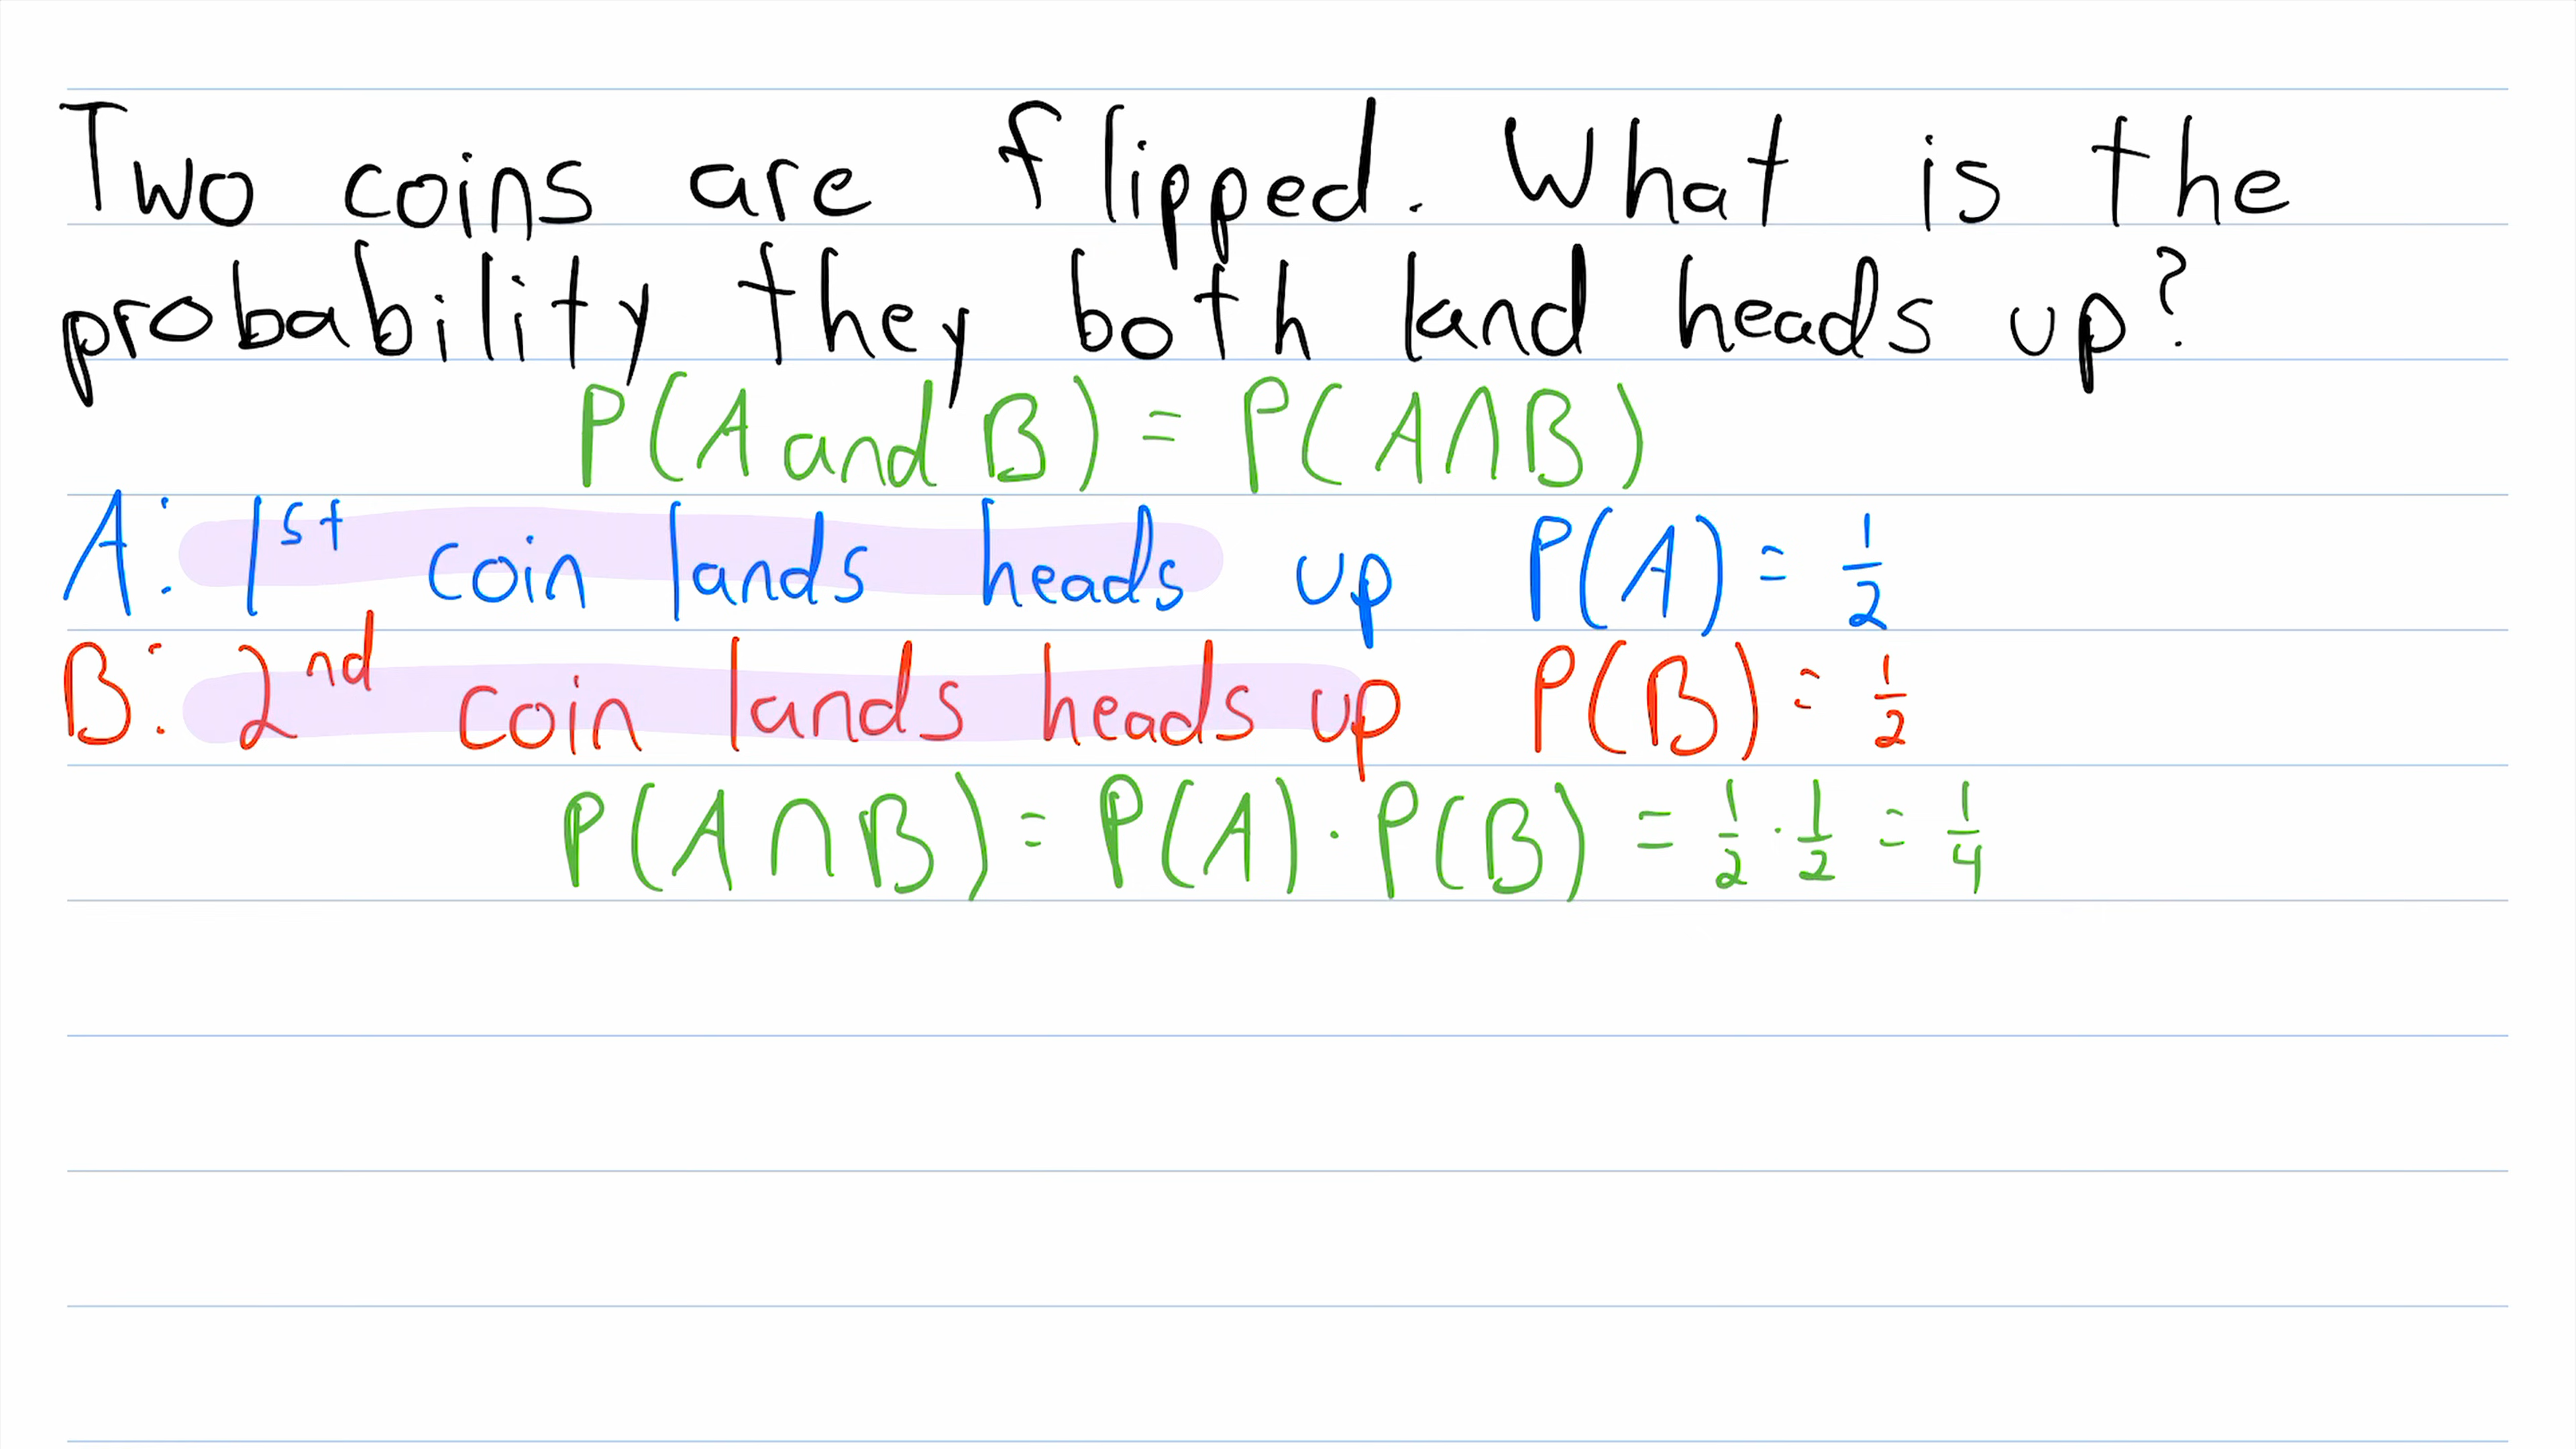 Two coins are flipped. What is the
probability they both land heads up?
P(A and B) = P(A∩B)
A: 1st coin lands heads up P(A) = 1/2
B: 2nd coin lands heads up P(B) = 1/2
P(A∩B) = P(A) · P(B) = 1/2 · 1/2 = 1/4